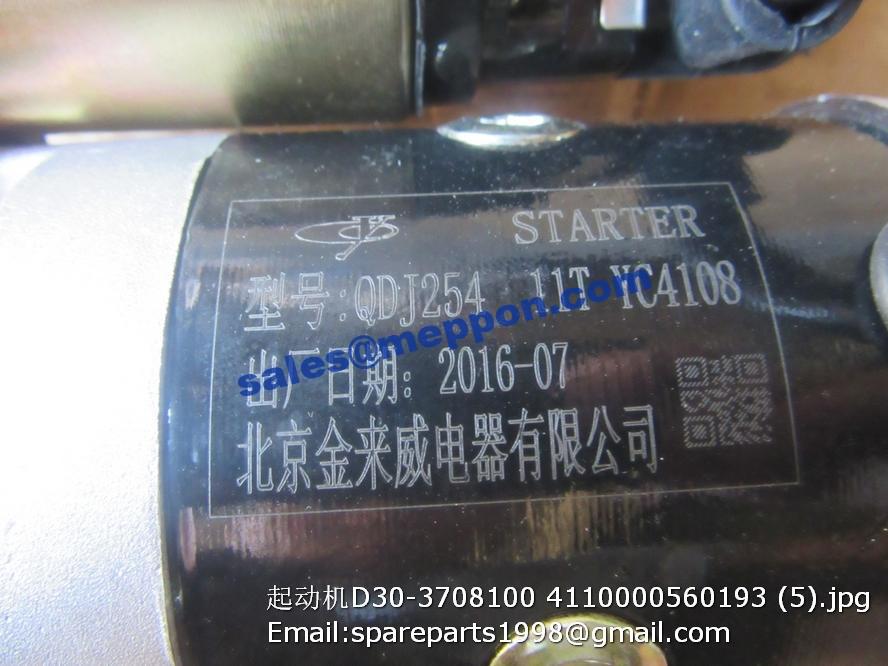 STARTER
型号:QDJ254 11T YC4108
sales@meppon.com
出厂日期: 2016-07
北京金来威电器有限公司
起动机D30-3708100 4110000560193 (5).jpg
Email:spareparts1998@gmail.com